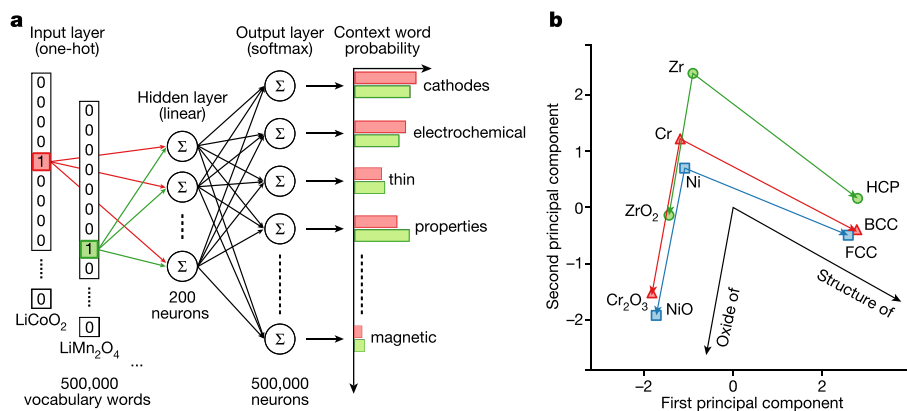 a
Input layer
(one-hot)
0
0
0
0
1
0
0
0
0
0
LiCoO₂
0
0
0
0
0
0
0
1
0
0
LiMn₂O₄
...
500,000
vocabulary words
Hidden layer
(linear)
Σ
Σ
Σ
200
neurons
Output layer
(softmax)
Σ
Σ
Σ
Σ
Σ
500,000
neurons
Context word
probability
cathodes
electrochemical
thin
properties
magnetic
b
Second principal component
2
1
0
−1
−2
−2
0
2
First principal component
Zr
Cr
Ni
ZrO₂
Cr₂O₃
NiO
HCP
BCC
FCC
Oxide of
Structure of